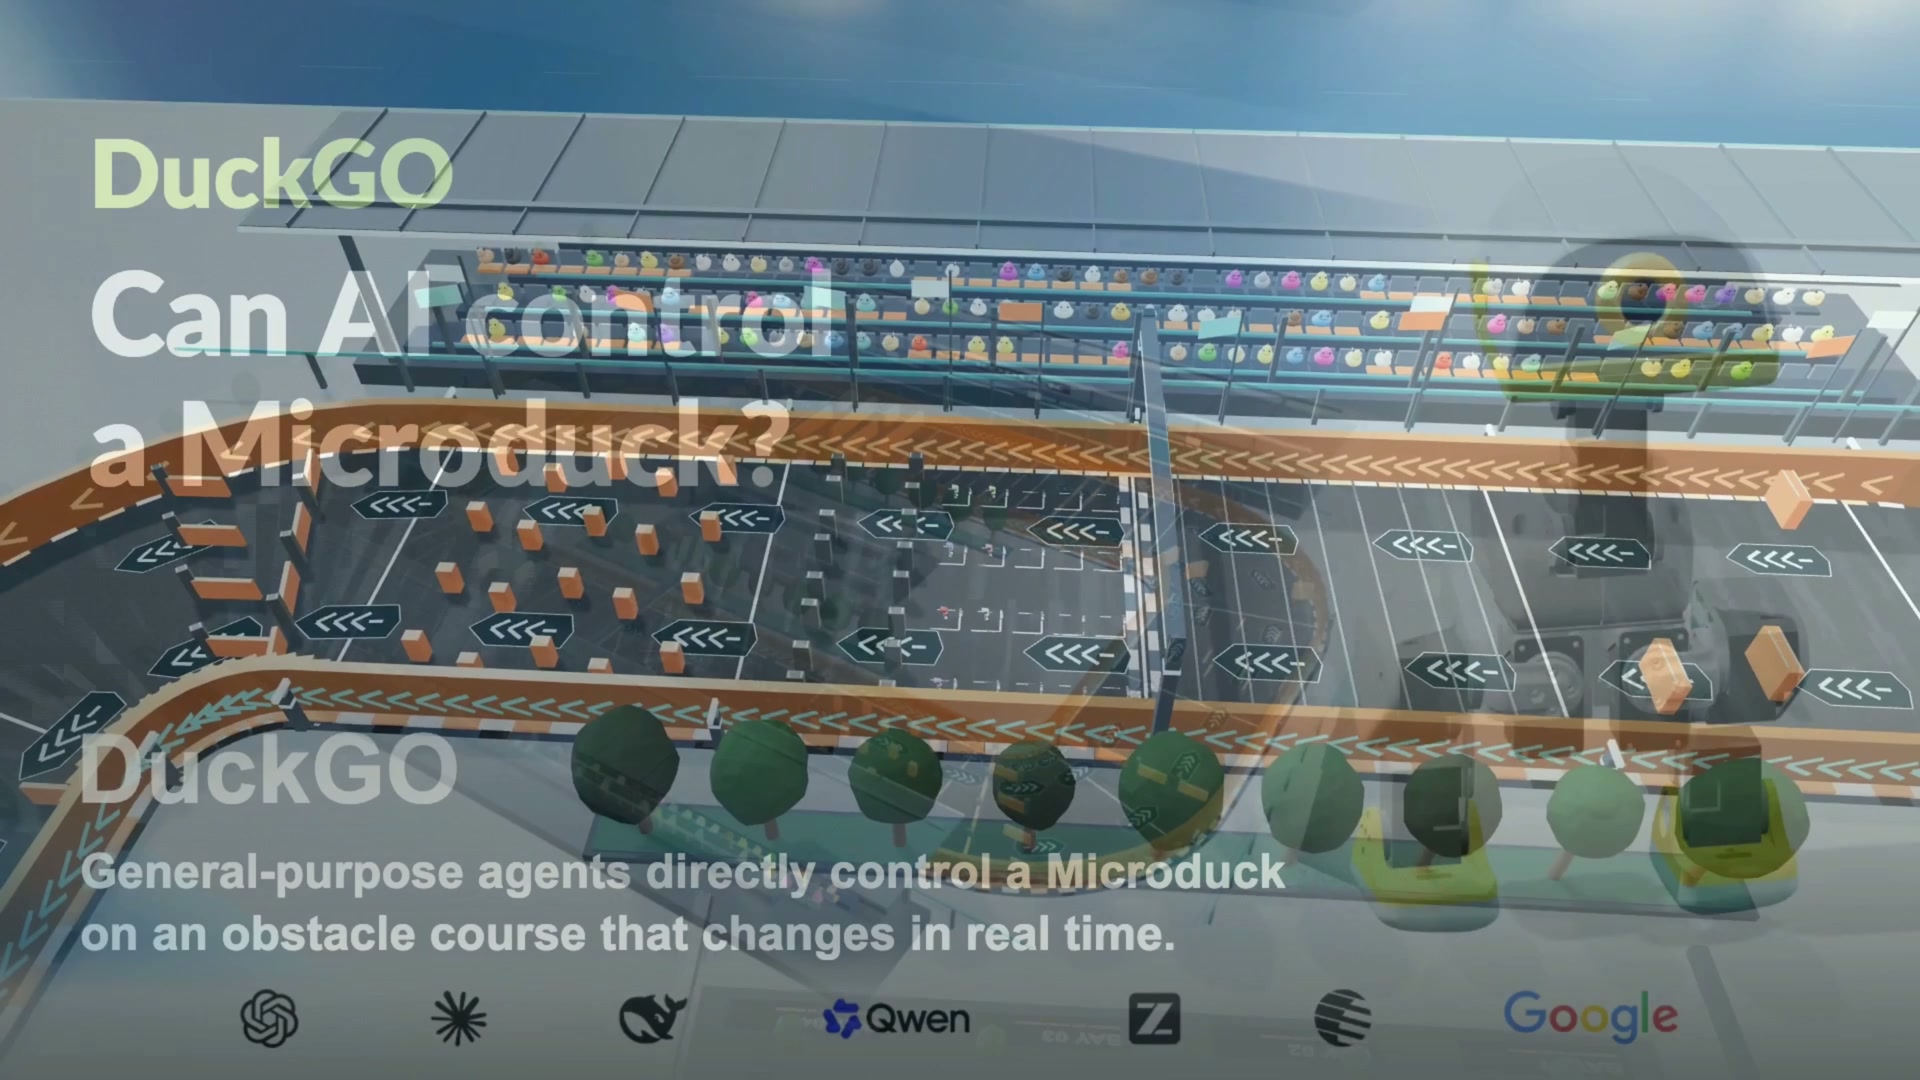 DuckGO
Can AI control
a Microduck?
DuckGO
General-purpose agents directly control a Microduck
on an obstacle course that changes in real time.
Qwen
Google